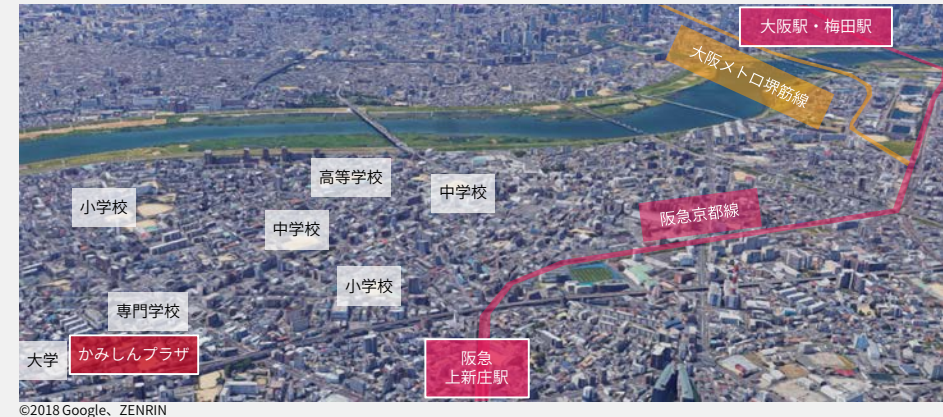 大阪駅・梅田駅
大阪メトロ堺筋線
高等学校
中学校
小学校
阪急京都線
中学校
小学校
専門学校
大学
かみしんプラザ
阪急
上新庄駅
©2018 Google、ZENRIN